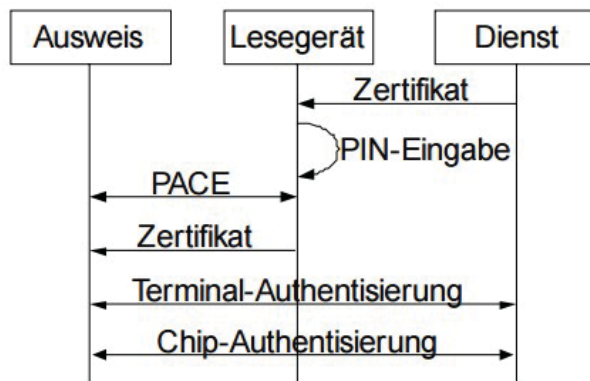 Ausweis Lesegerät Dienst
Zertifikat
PIN-Eingabe
PACE
Zertifikat
Terminal-Authentisierung
Chip-Authentisierung